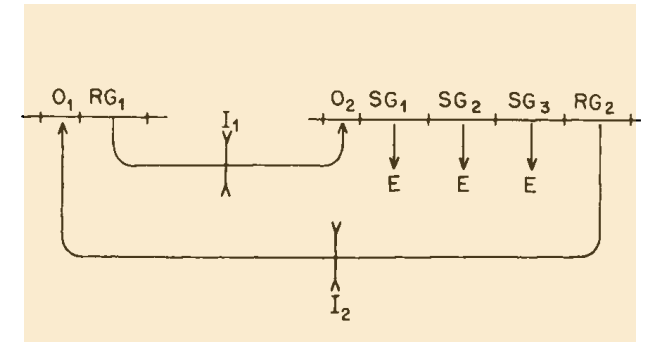 O₁ RG₁ O₂ SG₁ SG₂ SG₃ RG₂
I₁
E E E
I₂